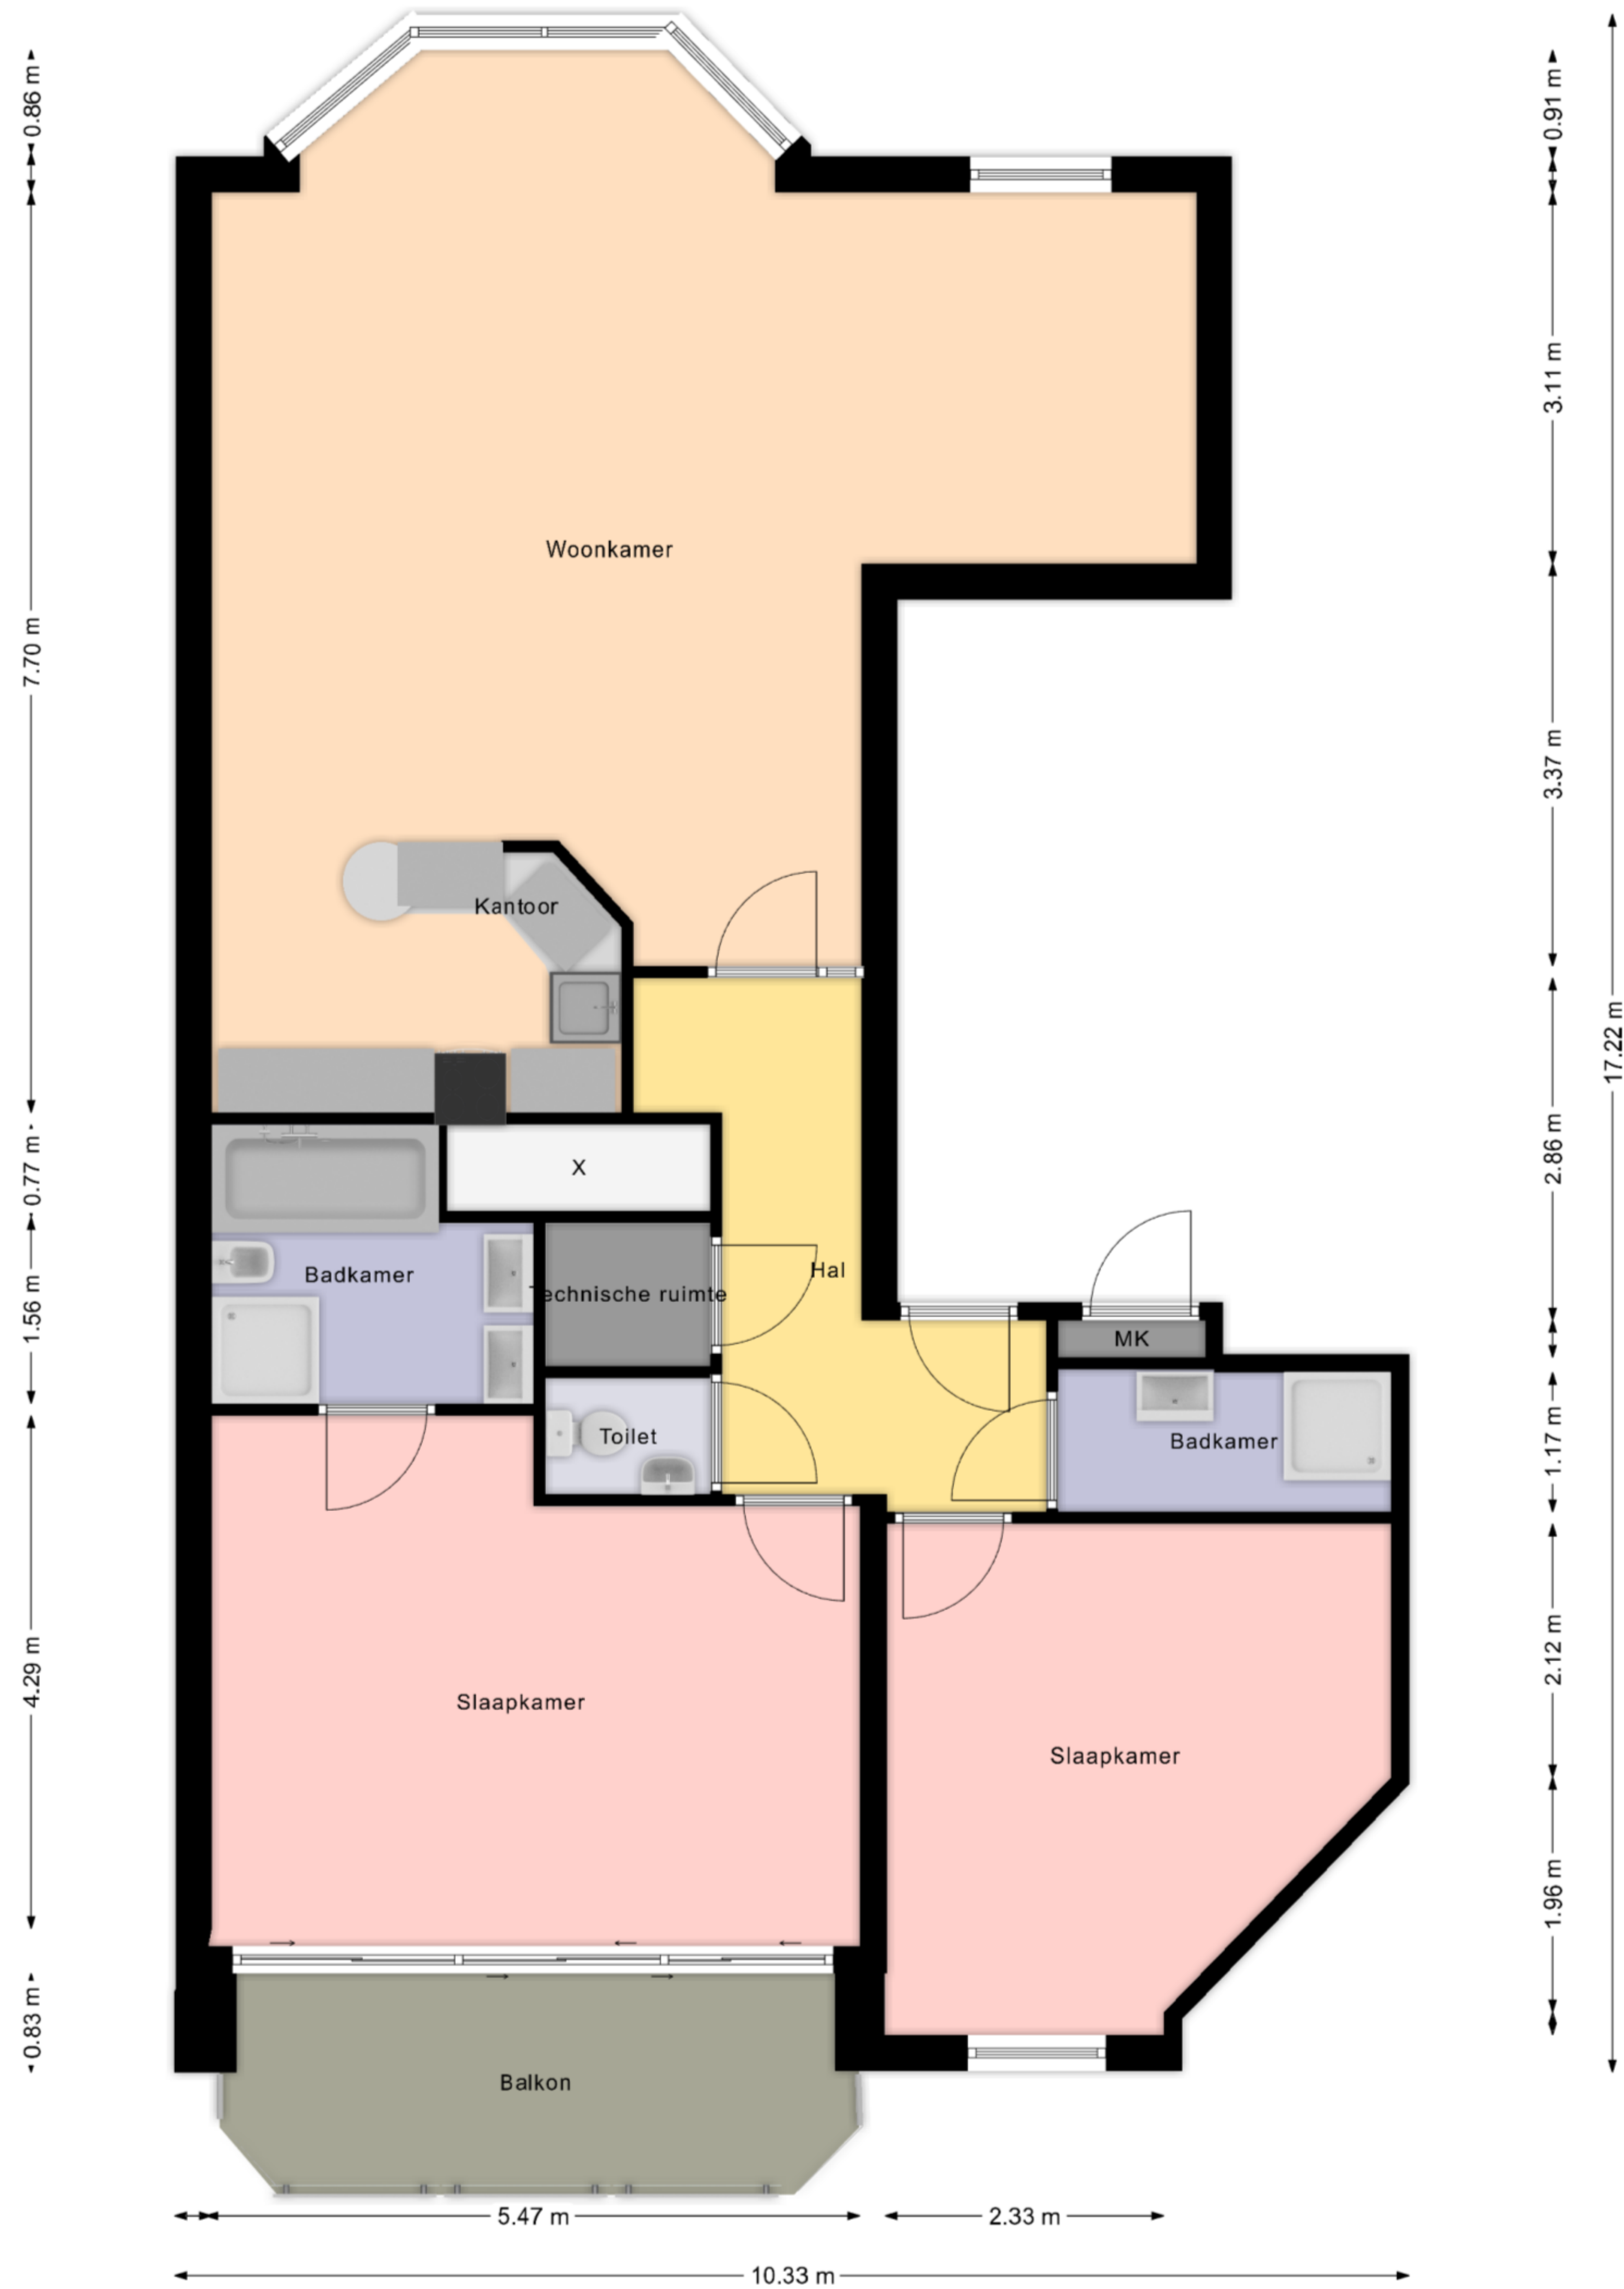 0.86 m
0.91 m
3.11 m
Woonkamer
7.70 m
3.37 m
Kantoor
17.22 m
X
0.77 m
2.86 m
Hal
Badkamer
Technische ruimte
1.56 m
MK
Toilet
Badkamer
1.17 m
4.29 m
Slaapkamer
2.12 m
Slaapkamer
1.96 m
0.83 m
Balkon
5.47 m
2.33 m
10.33 m